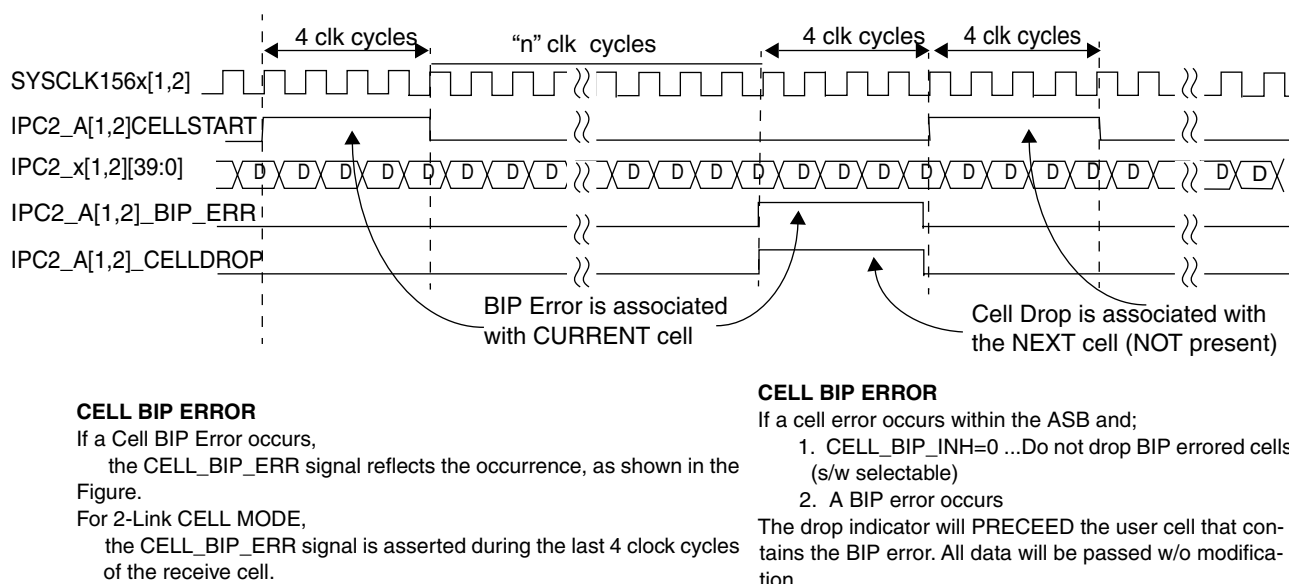 4 clk cycles
“n” clk cycles
4 clk cycles
4 clk cycles
SYSCLK156x[1,2]
IPC2_A[1,2]CELLSTART
IPC2_x[1,2][39:0]
D D D D D D D D D D D D D D D D D D D D D D D
IPC2_A[1,2]_BIP_ERR
IPC2_A[1,2]_CELLDROP
BIP Error is associated
with CURRENT cell
Cell Drop is associated with
the NEXT cell (NOT present)
CELL BIP ERROR
If a Cell BIP Error occurs,
the CELL_BIP_ERR signal reflects the occurrence, as shown in the
Figure.
For 2-Link CELL MODE,
the CELL_BIP_ERR signal is asserted during the last 4 clock cycles
of the receive cell.
CELL BIP ERROR
If a cell error occurs within the ASB and;
1. CELL_BIP_INH=0 ...Do not drop BIP errored cells
(s/w selectable)
2. A BIP error occurs
The drop indicator will PRECEED the user cell that con-
tains the BIP error. All data will be passed w/o modifica-
tion